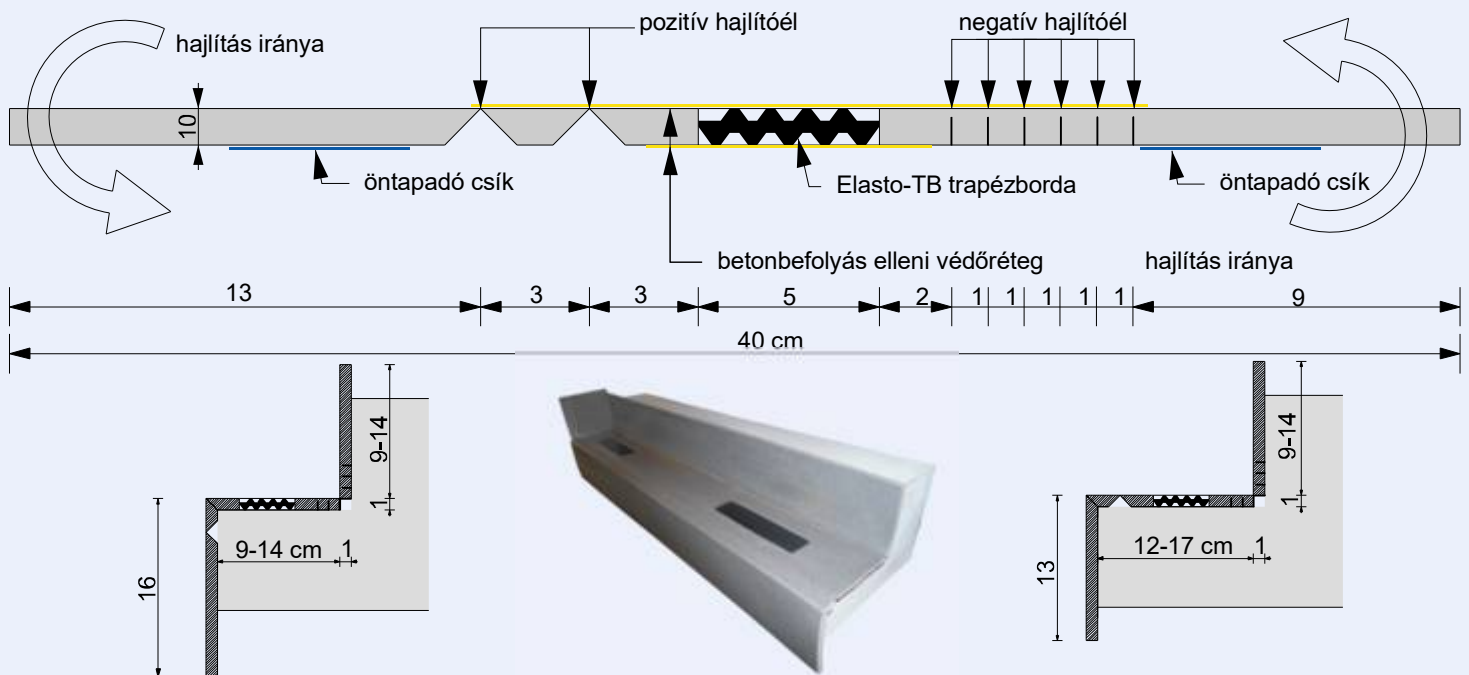 pozitív hajlítóél
negatív hajlítóél
hajlítás iránya
10
öntapadó csík
Elasto-TB trapézborda
öntapadó csík
betonbefolyás elleni védőréteg
hajlítás iránya
13 3 3 5 2 1 1 1 1 1 9
40 cm
9-14
1
9-14 cm 1
16
9-14
1
12-17 cm 1
13